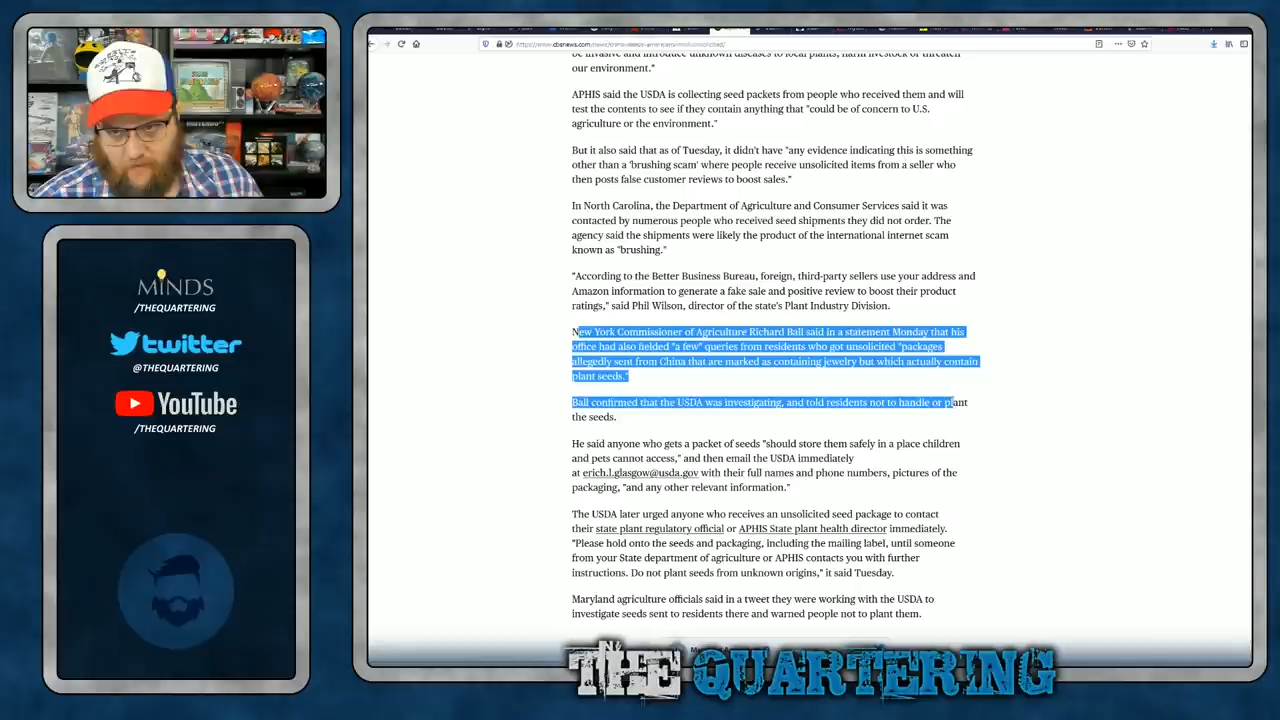 MINDS
/THEQUARTERING
twitter
@THEQUARTERING
YouTube
/THEQUARTERING
be invasive and introduce unknown diseases to local plants, harm livestock or threaten
our environment."
APHIS said the USDA is collecting seed packets from people who received them and will
test the contents to see if they contain anything that "could be of concern to U.S.
agriculture or the environment."
But it also said that as of Tuesday, it didn't have "any evidence indicating this is something
other than a 'brushing scam' where people receive unsolicited items from a seller who
then posts false customer reviews to boost sales."
In North Carolina, the Department of Agriculture and Consumer Services said it was
contacted by numerous people who received seed shipments they did not order. The
agency said the shipments were likely the product of the international internet scam
known as "brushing."
"According to the Better Business Bureau, foreign, third-party sellers use your address and
Amazon information to generate a fake sale and positive review to boost their product
ratings," said Phil Wilson, director of the state's Plant Industry Division.
New York Commissioner of Agriculture Richard Ball said in a statement Monday that his
office had also fielded "a few" queries from residents who got unsolicited "packages
allegedly sent from China that are marked as containing jewelry but which actually contain
plant seeds."
Ball confirmed that the USDA was investigating, and told residents not to handle or plant
the seeds.
He said anyone who gets a packet of seeds "should store them safely in a place children
and pets cannot access," and then email the USDA immediately
at erich.l.glasgow@usda.gov with their full names and phone numbers, pictures of the
packaging, "and any other relevant information."
The USDA later urged anyone who receives an unsolicited seed package to contact
their state plant regulatory official or APHIS State plant health director immediately.
"Please hold onto the seeds and packaging, including the mailing label, until someone
from your State department of agriculture or APHIS contacts you with further
instructions. Do not plant seeds from unknown origins," it said Tuesday.
Maryland agriculture officials said in a tweet they were working with the USDA to
investigate seeds sent to residents there and warned people not to plant them.
THE QUARTERING